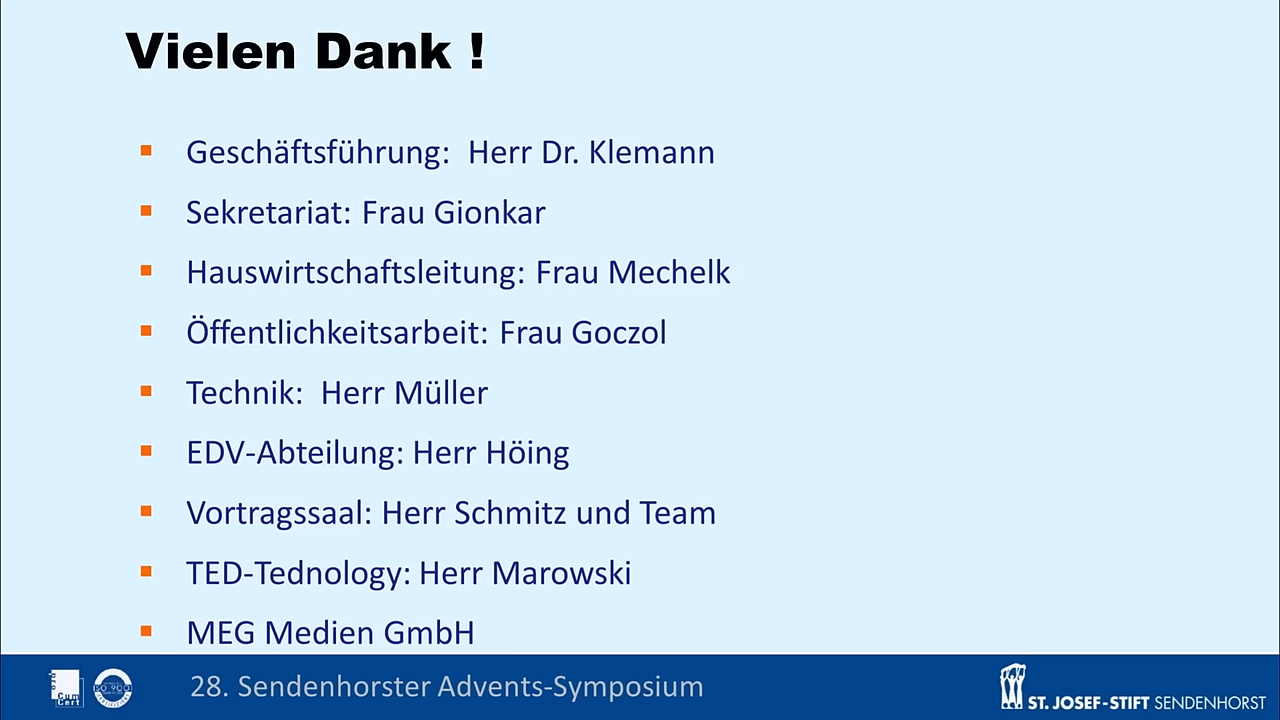 Vielen Dank !
Geschäftsführung: Herr Dr. Klemann
Sekretariat: Frau Gionkar
Hauswirtschaftsleitung: Frau Mechelk
Öffentlichkeitsarbeit: Frau Goczol
Technik: Herr Müller
EDV-Abteilung: Herr Höing
Vortragssaal: Herr Schmitz und Team
TED-Tednology: Herr Marowski
MEG Medien GmbH
Cum
Cert
28. Sendenhorster Advents-Symposium
ST. JOSEF-STIFT SENDENHORST